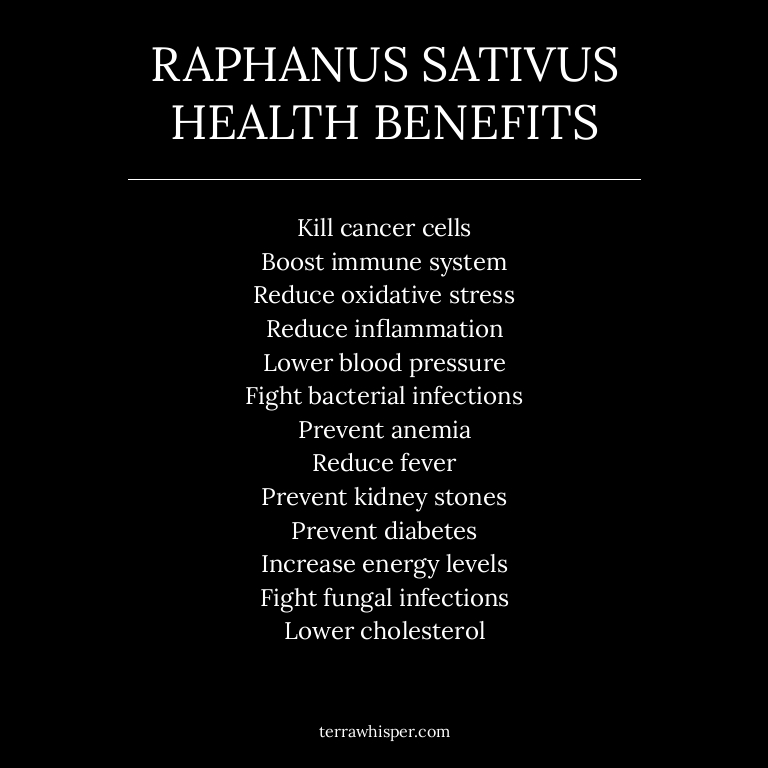 RAPHANUS SATIVUS
HEALTH BENEFITS
Kill cancer cells
Boost immune system
Reduce oxidative stress
Reduce inflammation
Lower blood pressure
Fight bacterial infections
Prevent anemia
Reduce fever
Prevent kidney stones
Prevent diabetes
Increase energy levels
Fight fungal infections
Lower cholesterol
terrawhisper.com